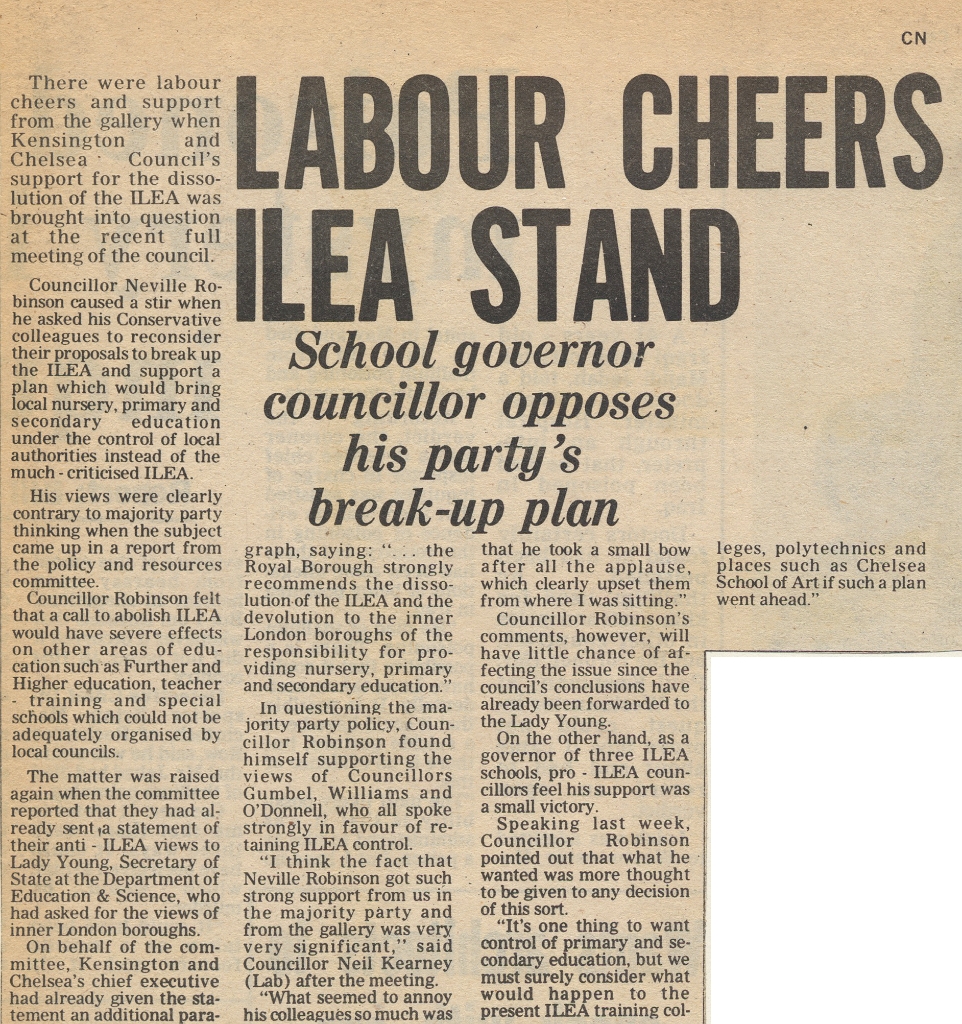 CN
LABOUR CHEERS
ILEA STAND
School governor
councillor opposes
his party's
break-up plan
There were labour
cheers and support
from the gallery when
Kensington and
Chelsea Council's
support for the disso-
lution of the ILEA was
brought into question
at the recent full
meeting of the council.
Councillor Neville Ro-
binson caused a stir when
he asked his Conservative
colleagues to reconsider
their proposals to break up
the ILEA and support a
plan which would bring
local nursery, primary and
secondary education
under the control of local
authorities instead of the
much - criticised ILEA.
His views were clearly
contrary to majority party
thinking when the subject
came up in a report from
the policy and resources
committee.
Councillor Robinson felt
that a call to abolish ILEA
would have severe effects
on other areas of edu-
cation such as Further and
Higher education, teacher
- training and special
schools which could not be
adequately organised by
local councils.
The matter was raised
again when the committee
reported that they had al-
ready sent a statement of
their anti - ILEA views to
Lady Young, Secretary of
State at the Department of
Education & Science, who
had asked for the views of
inner London boroughs.
On behalf of the com-
mittee, Kensington and
Chelsea's chief executive
had already given the sta-
tement an additional para-
graph, saying: "... the
Royal Borough strongly
recommends the disso-
lution of the ILEA and the
devolution to the inner
London boroughs of the
responsibility for pro-
viding nursery, primary
and secondary education."
In questioning the ma-
jority party policy, Coun-
cillor Robinson found
himself supporting the
views of Councillors
Gumbel, Williams and
O'Donnell, who all spoke
strongly in favour of re-
taining ILEA control.
"I think the fact that
Neville Robinson got such
strong support from us in
the majority party and
from the gallery was very
very significant," said
Councillor Neil Kearney
(Lab) after the meeting.
"What seemed to annoy
his colleagues so much was
that he took a small bow
after all the applause,
which clearly upset them
from where I was sitting."
Councillor Robinson's
comments, however, will
have little chance of af-
fecting the issue since the
council's conclusions have
already been forwarded to
the Lady Young.
On the other hand, as a
governor of three ILEA
schools, pro - ILEA coun-
cillors feel his support was
a small victory.
Speaking last week,
Councillor Robinson
pointed out that what he
wanted was more thought
to be given to any decision
of this sort.
"It's one thing to want
control of primary and se-
condary education, but we
must surely consider what
would happen to the
present ILEA training col-
leges, polytechnics and
places such as Chelsea
School of Art if such a plan
went ahead."